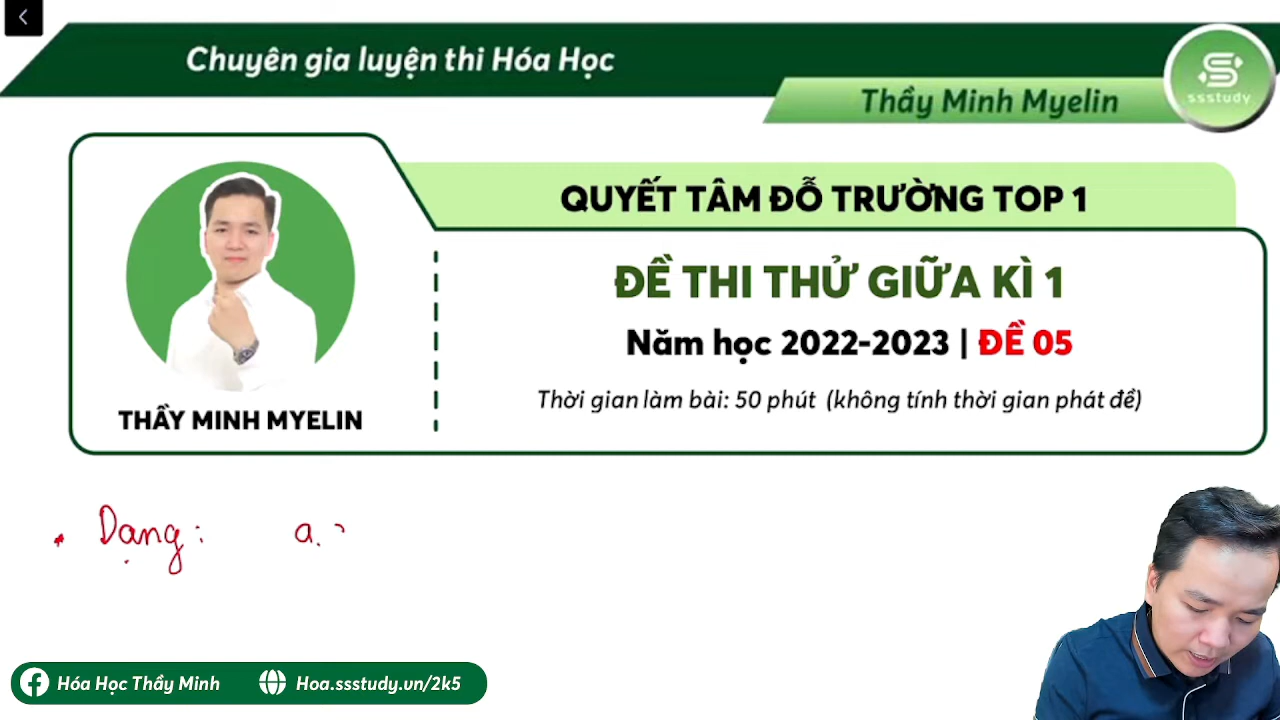 Chuyên gia luyện thi Hóa Học
Thầy Minh Myelin
ssstudy
QUYẾT TÂM ĐỖ TRƯỜNG TOP 1
ĐỀ THI THỬ GIỮA KÌ 1
Năm học 2022-2023 | ĐỀ 05
Thời gian làm bài: 50 phút (không tính thời gian phát đề)
THẦY MINH MYELIN
Dạng: a.
Hóa Học Thầy Minh
Hoa.ssstudy.vn/2k5